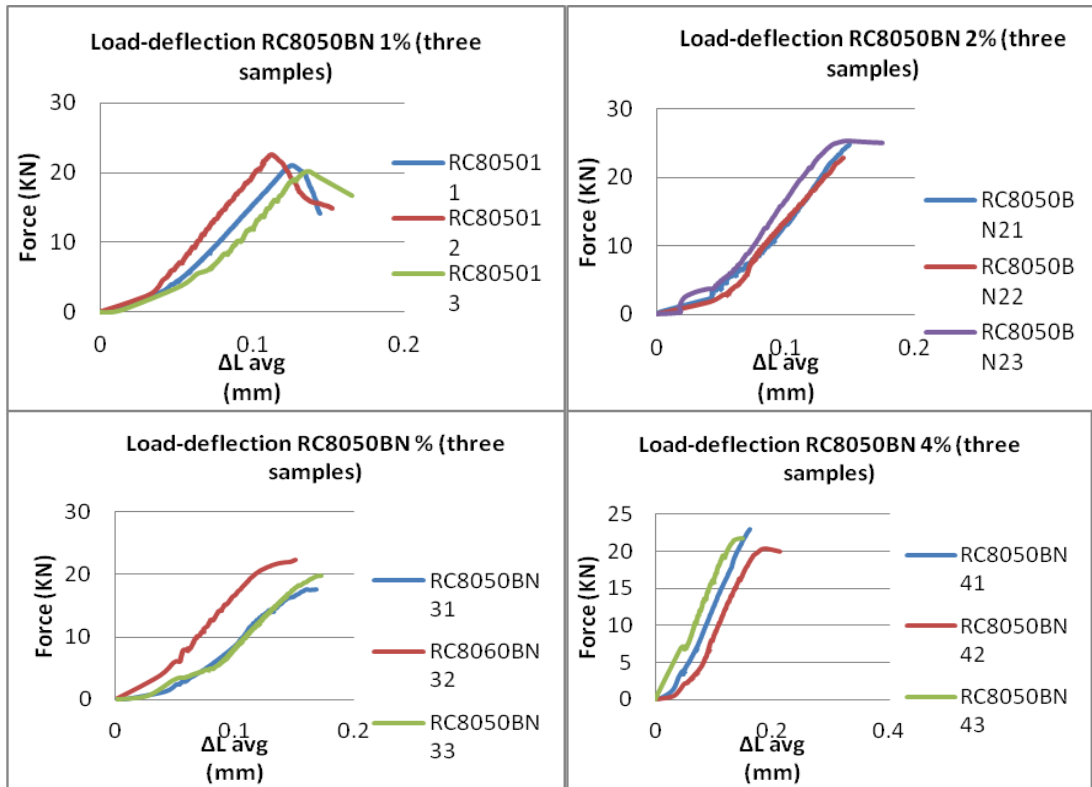 Load-deflection RC8050BN 1% (three
samples)
30
20
10
0
0
0.1
0.2
Force (KN)
ΔL avg
(mm)
RC80501
1
RC80501
2
RC80501
3
Load-deflection RC8050BN 2% (three
samples)
30
20
10
0
0
0.1
0.2
Force (KN)
ΔL avg
(mm)
RC8050B
N21
RC8050B
N22
RC8050B
N23
Load-deflection RC8050BN % (three
samples)
30
20
10
0
0
0.1
0.2
Force (KN)
ΔL avg
(mm)
RC8050BN
31
RC8060BN
32
RC8050BN
33
Load-deflection RC8050BN 4% (three
samples)
25
20
15
10
5
0
0
0.2
0.4
Force (KN)
ΔL avg
(mm)
RC8050BN
41
RC8050BN
42
RC8050BN
43